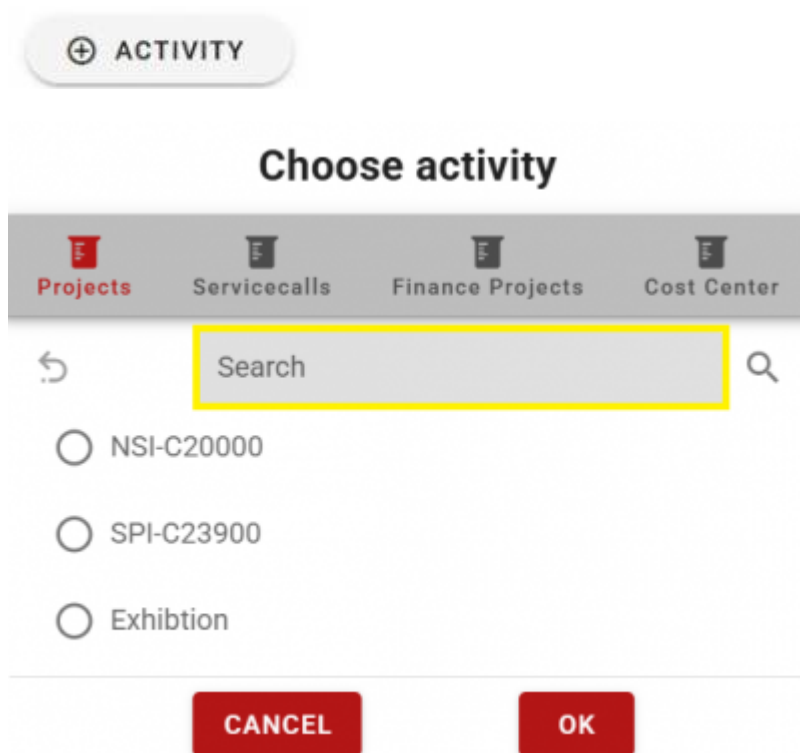 ACTIVITY
Choose activity
Projects Servicecalls Finance Projects Cost Center
Search
NSI-C20000
SPI-C23900
Exhibtion
CANCEL OK